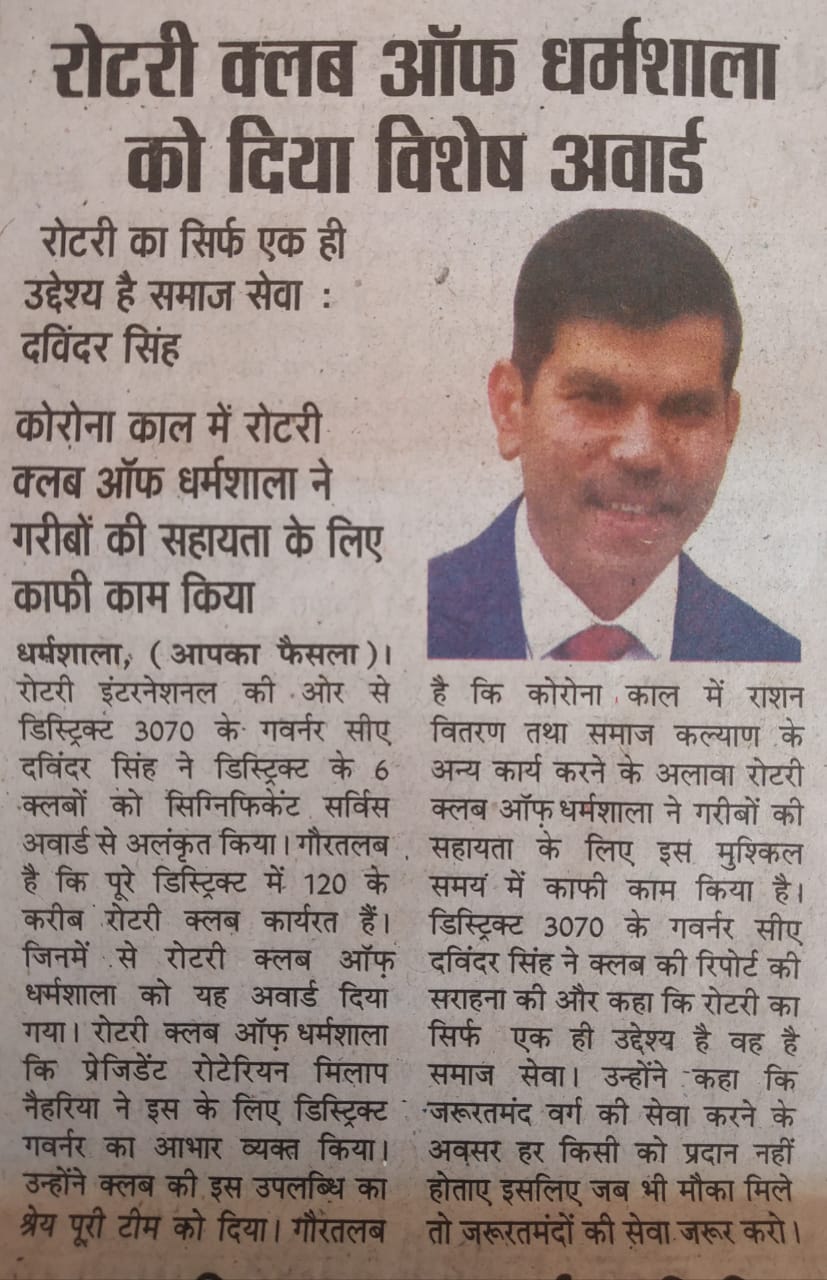 रोटरी क्लब ऑफ धर्मशाला
को दिया विशेष अवार्ड
रोटरी का सिर्फ एक ही
उद्देश्य है समाज सेवा :
दविंदर सिंह
कोरोना काल में रोटरी
क्लब ऑफ धर्मशाला ने
गरीबों की सहायता के लिए
काफी काम किया
धर्मशाला, (आपका फैसला)।
रोटरी इंटरनेशनल की ओर से
डिस्ट्रिक्ट 3070 के गवर्नर सीए
दविंदर सिंह ने डिस्ट्रिक्ट के 6
क्लबों को सिग्निफिकेंट सर्विस
अवार्ड से अलंकृत किया। गौरतलब
है कि पूरे डिस्ट्रिक्ट में 120 के
करीब रोटरी क्लब कार्यरत हैं।
जिनमें से रोटरी क्लब ऑफ़
धर्मशाला को यह अवार्ड दिया
गया। रोटरी क्लब ऑफ़ धर्मशाला
कि प्रेजिडेंट रोटेरियन मिलाप
नैहरिया ने इस के लिए डिस्ट्रिक्ट
गवर्नर का आभार व्यक्त किया।
उन्होंने क्लब की इस उपलब्धि का
श्रेय पूरी टीम को दिया। गौरतलब
है कि कोरोना काल में राशन
वितरण तथा समाज कल्याण के
अन्य कार्य करने के अलावा रोटरी
क्लब ऑफ़ धर्मशाला ने गरीबों की
सहायता के लिए इस मुश्किल
समय में काफी काम किया है।
डिस्ट्रिक्ट 3070 के गवर्नर सीए
दविंदर सिंह ने क्लब की रिपोर्ट की
सराहना की और कहा कि रोटरी का
सिर्फ एक ही उद्देश्य है वह है
समाज सेवा। उन्होंने कहा कि
जरूरतमंद वर्ग की सेवा करने के
अवसर हर किसी को प्रदान नहीं
होताए इसलिए जब भी मौका मिले
तो जरूरतमंदों की सेवा जरूर करो।